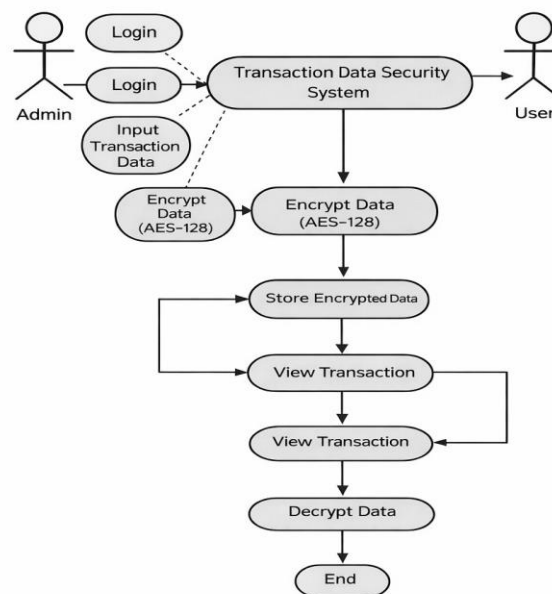 Login
Login
Admin
Input
Transaction
Data
Transaction Data Security
System
User
Encrypt
Data
(AES-128)
Encrypt Data
(AES-128)
Store Encrypted Data
View Transaction
View Transaction
Decrypt Data
End